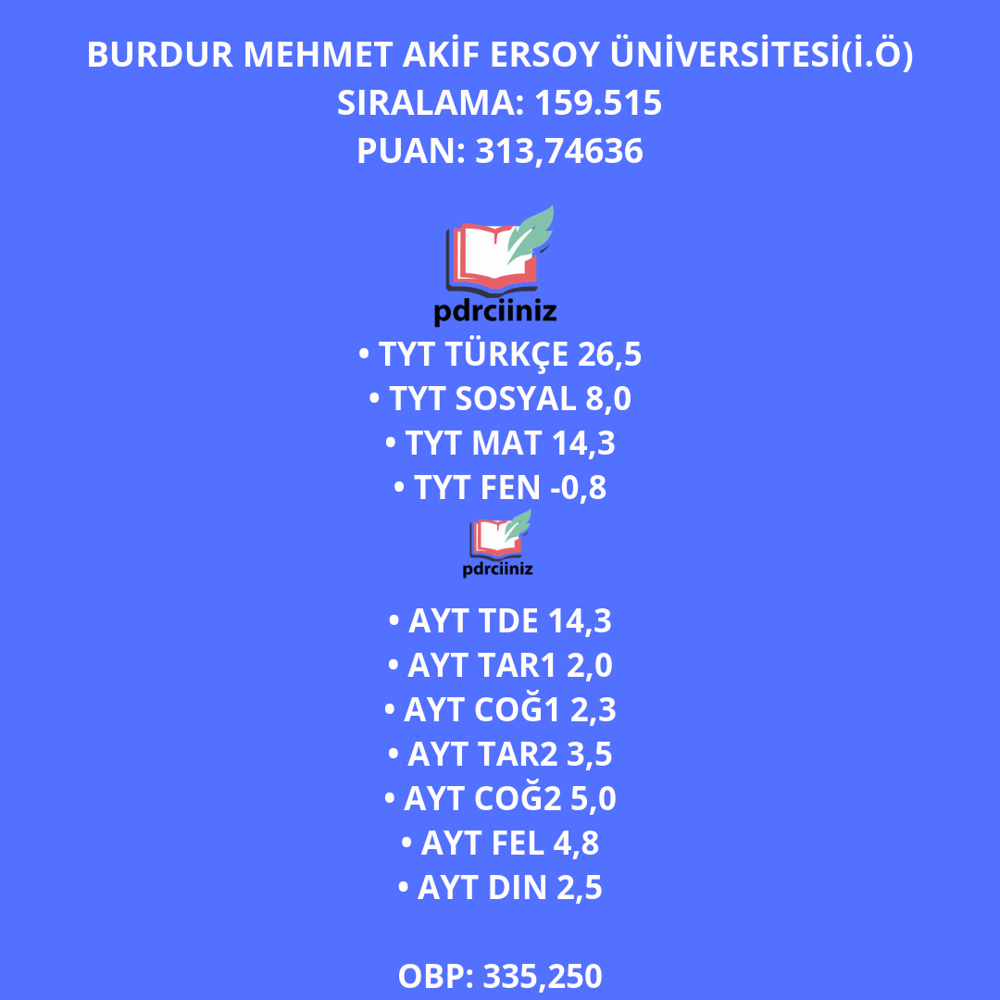 BURDUR MEHMET AKİF ERSOY ÜNİVERSİTESİ(İ.Ö)
SIRALAMA: 159.515
PUAN: 313,74636
pdrciiniz
• TYT TÜRKÇE 26,5
• TYT SOSYAL 8,0
• TYT MAT 14,3
• TYT FEN -0,8
pdrciiniz
• AYT TDE 14,3
• AYT TAR1 2,0
• AYT COĞ1 2,3
• AYT TAR2 3,5
• AYT COĞ2 5,0
• AYT FEL 4,8
• AYT DIN 2,5
OBP: 335,250